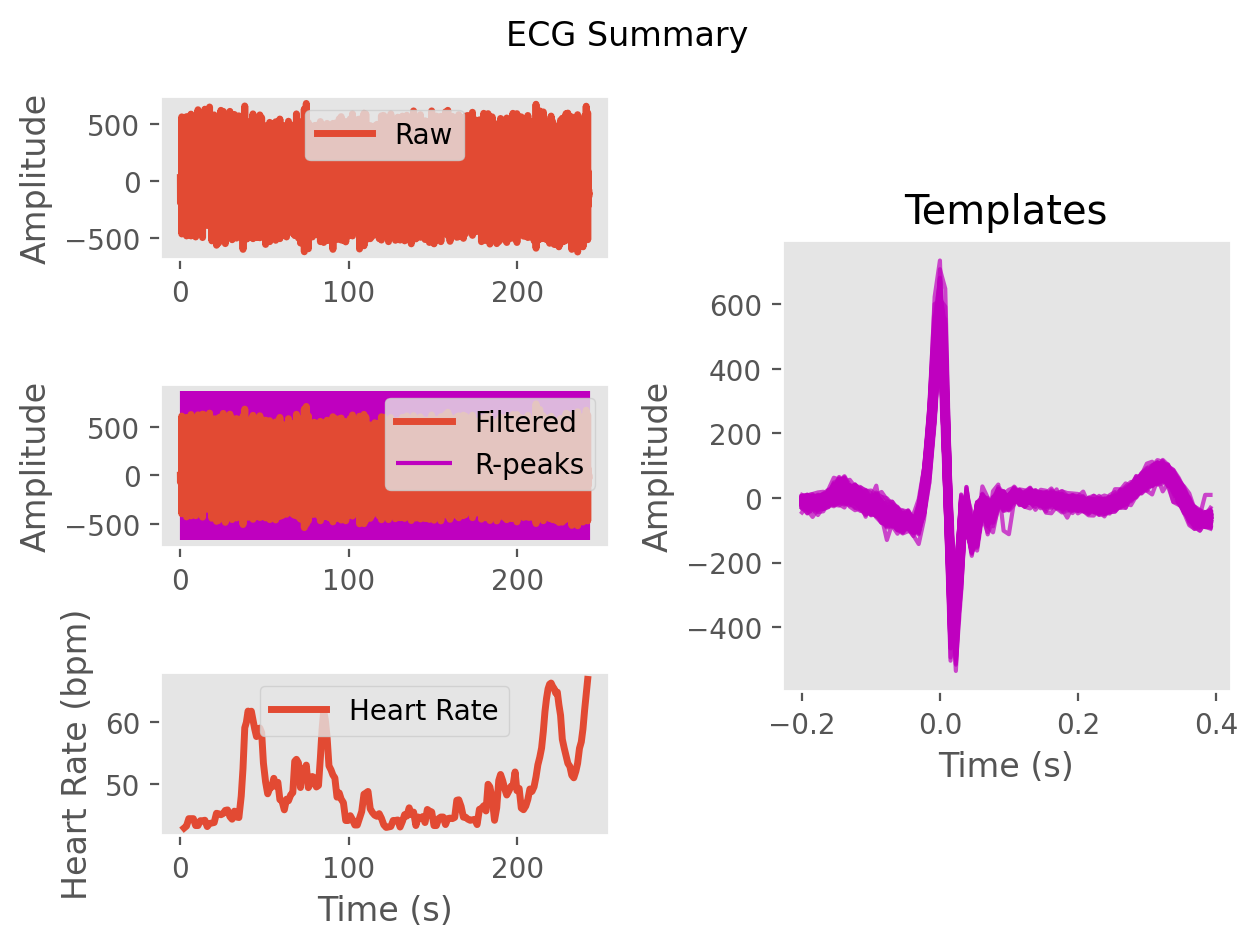 ECG Summary
Amplitude
500
0
−500
Raw
0 100 200
Amplitude
500
0
−500
Filtered
R-peaks
0 100 200
Heart Rate (bpm)
60
50
Heart Rate
0 100 200
Time (s)
Templates
Amplitude
600
400
200
0
−200
−400
−0.2 0.0 0.2 0.4
Time (s)